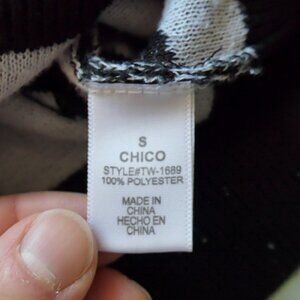 S
CHICO
STYLE#TW-1689
100% POLYESTER
MADE IN
CHINA
HECHO EN
CHINA